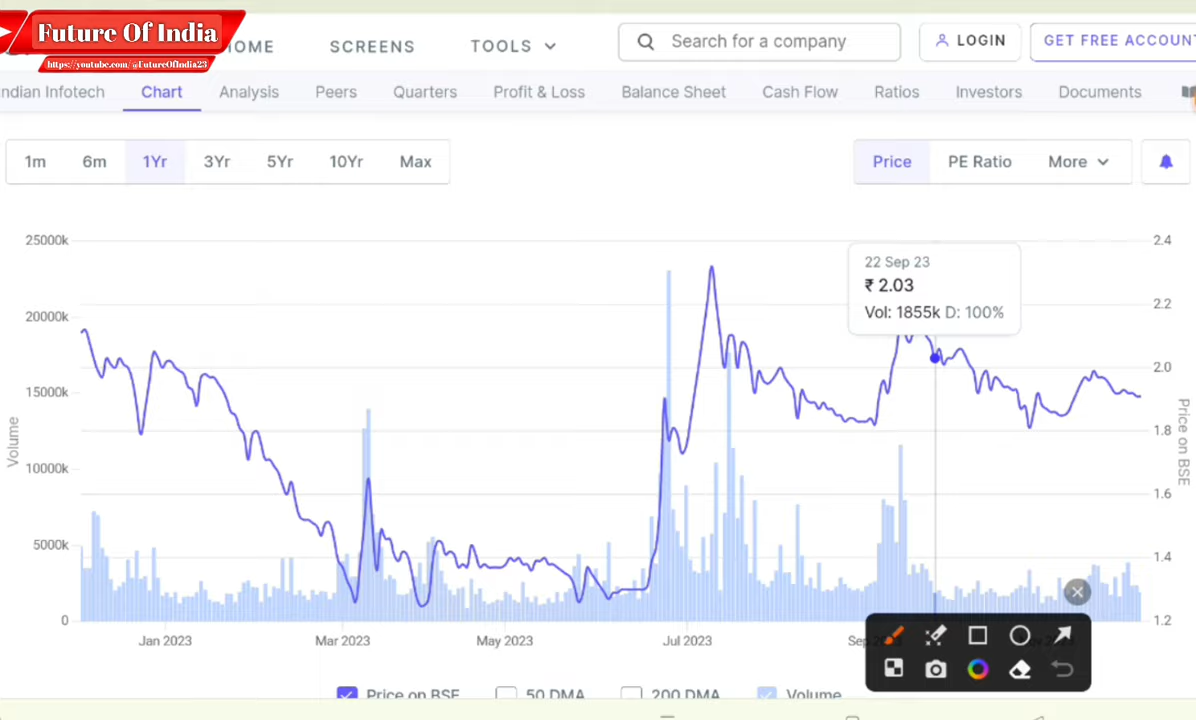 Future Of India
https://youtube.com/@FutureOfIndia23
OME SCREENS TOOLS Search for a company LOGIN GET FREE ACCOUNT
ndian Infotech Chart Analysis Peers Quarters Profit & Loss Balance Sheet Cash Flow Ratios Investors Documents
1m 6m 1Yr 3Yr 5Yr 10Yr Max Price PE Ratio More
25000k 2.4
22 Sep 23
₹ 2.03
Vol: 1855k D: 100%
2.2
20000k
2.0
15000k
Volume
1.8
Price on BSE
10000k
1.6
5000k
1.4
0 1.2
Jan 2023 Mar 2023 May 2023 Jul 2023 Sep
Price on BSE 50 DMA 200 DMA Volume